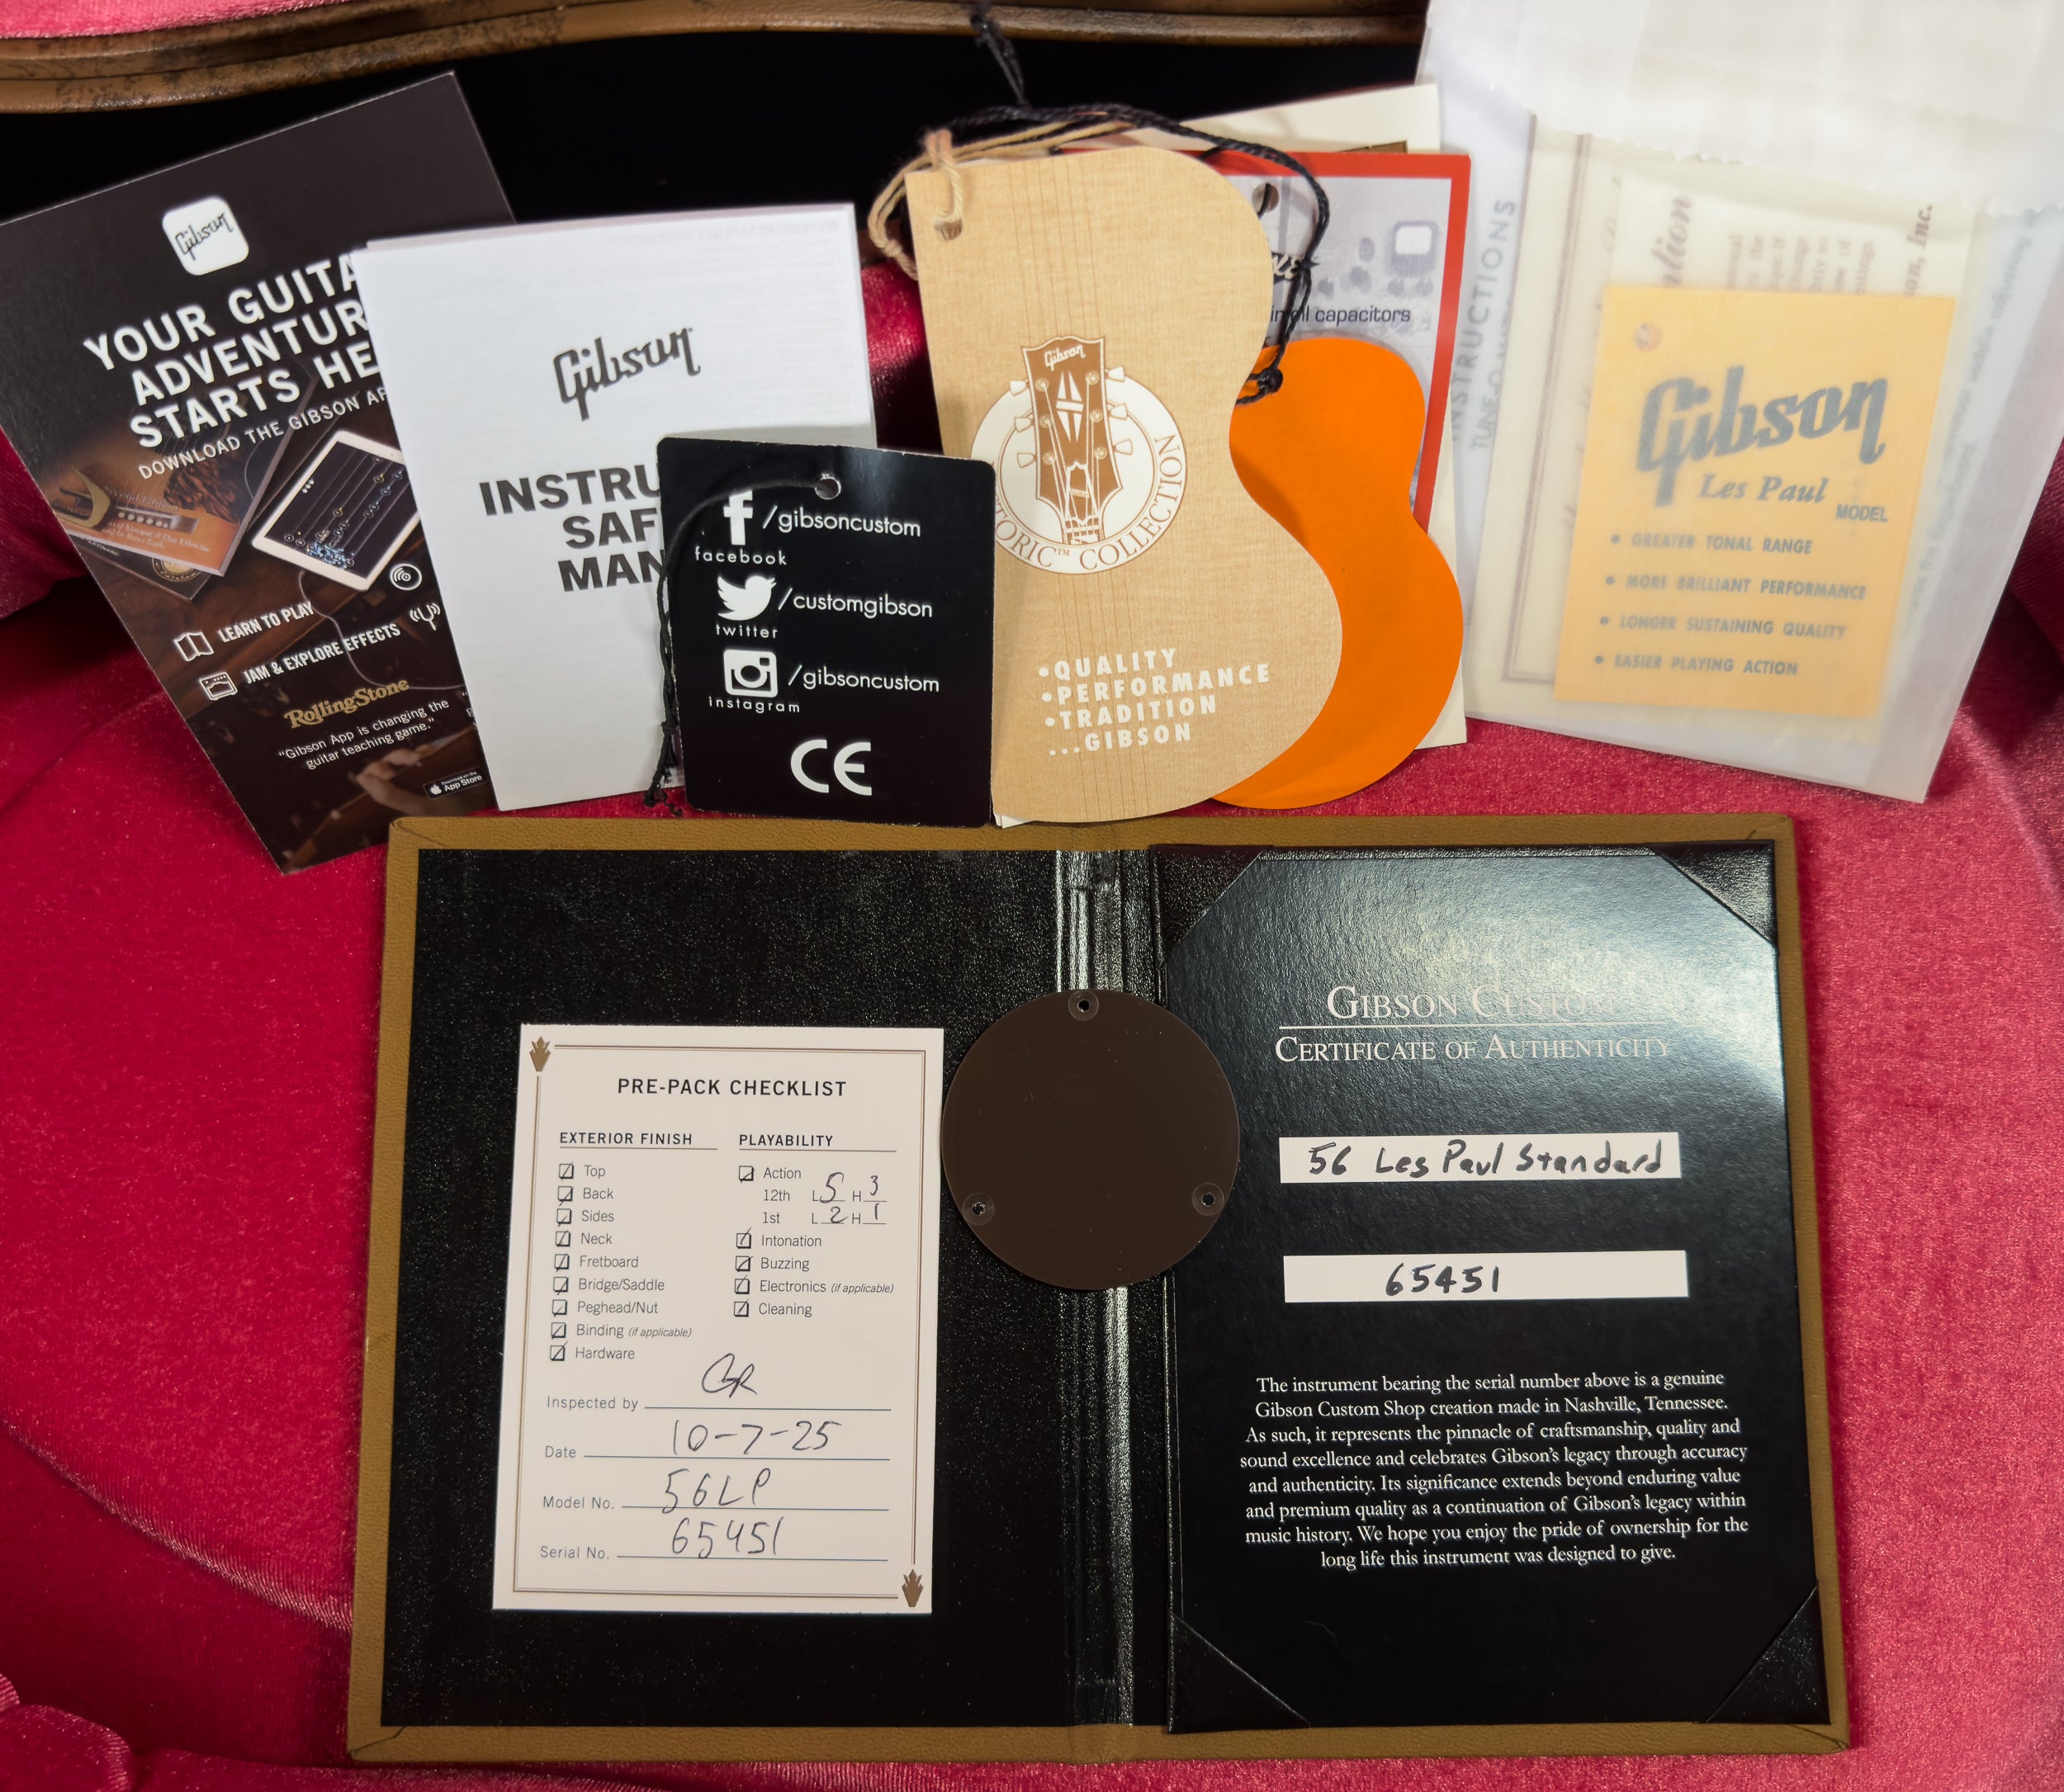 Gibson
YOUR GUITA
ADVENTUR
STARTS HE
DOWNLOAD THE GIBSON AP
LEARN TO PLAY
JAM & EXPLORE EFFECTS
RollingStone
"Gibson App is changing the
guitar teaching game."
App Store
Gibson
INSTRU
SAF
MAN
/gibsoncustom
facebook
/customgibson
twitter
/gibsoncustom
instagram
CE
Gibson
TORIC™ COLLECTION
•QUALITY
•PERFORMANCE
•TRADITION
...GIBSON
oil capacitors
INSTRUCTIONS
Inc.
Gibson
Les Paul
MODEL
• GREATER TONAL RANGE
• MORE BRILLIANT PERFORMANCE
• LONGER SUSTAINING QUALITY
• EASIER PLAYING ACTION
PRE-PACK CHECKLIST
EXTERIOR FINISH
Top
Back
Sides
Neck
Fretboard
Bridge/Saddle
Peghead/Nut
Binding (if applicable)
Hardware
PLAYABILITY
Action
12th L 5 H 3
1st L 2 H 1
Intonation
Buzzing
Electronics (if applicable)
Cleaning
Inspected by GR
Date 10-7-25
Model No. 56LP
Serial No. 65451
GIBSON CUSTOM
CERTIFICATE OF AUTHENTICITY
56 Les Paul Standard
65451
The instrument bearing the serial number above is a genuine
Gibson Custom Shop creation made in Nashville, Tennessee.
As such, it represents the pinnacle of craftsmanship, quality and
sound excellence and celebrates Gibson's legacy through accuracy
and authenticity. Its significance extends beyond enduring value
and premium quality as a continuation of Gibson's legacy within
music history. We hope you enjoy the pride of ownership for the
long life this instrument was designed to give.